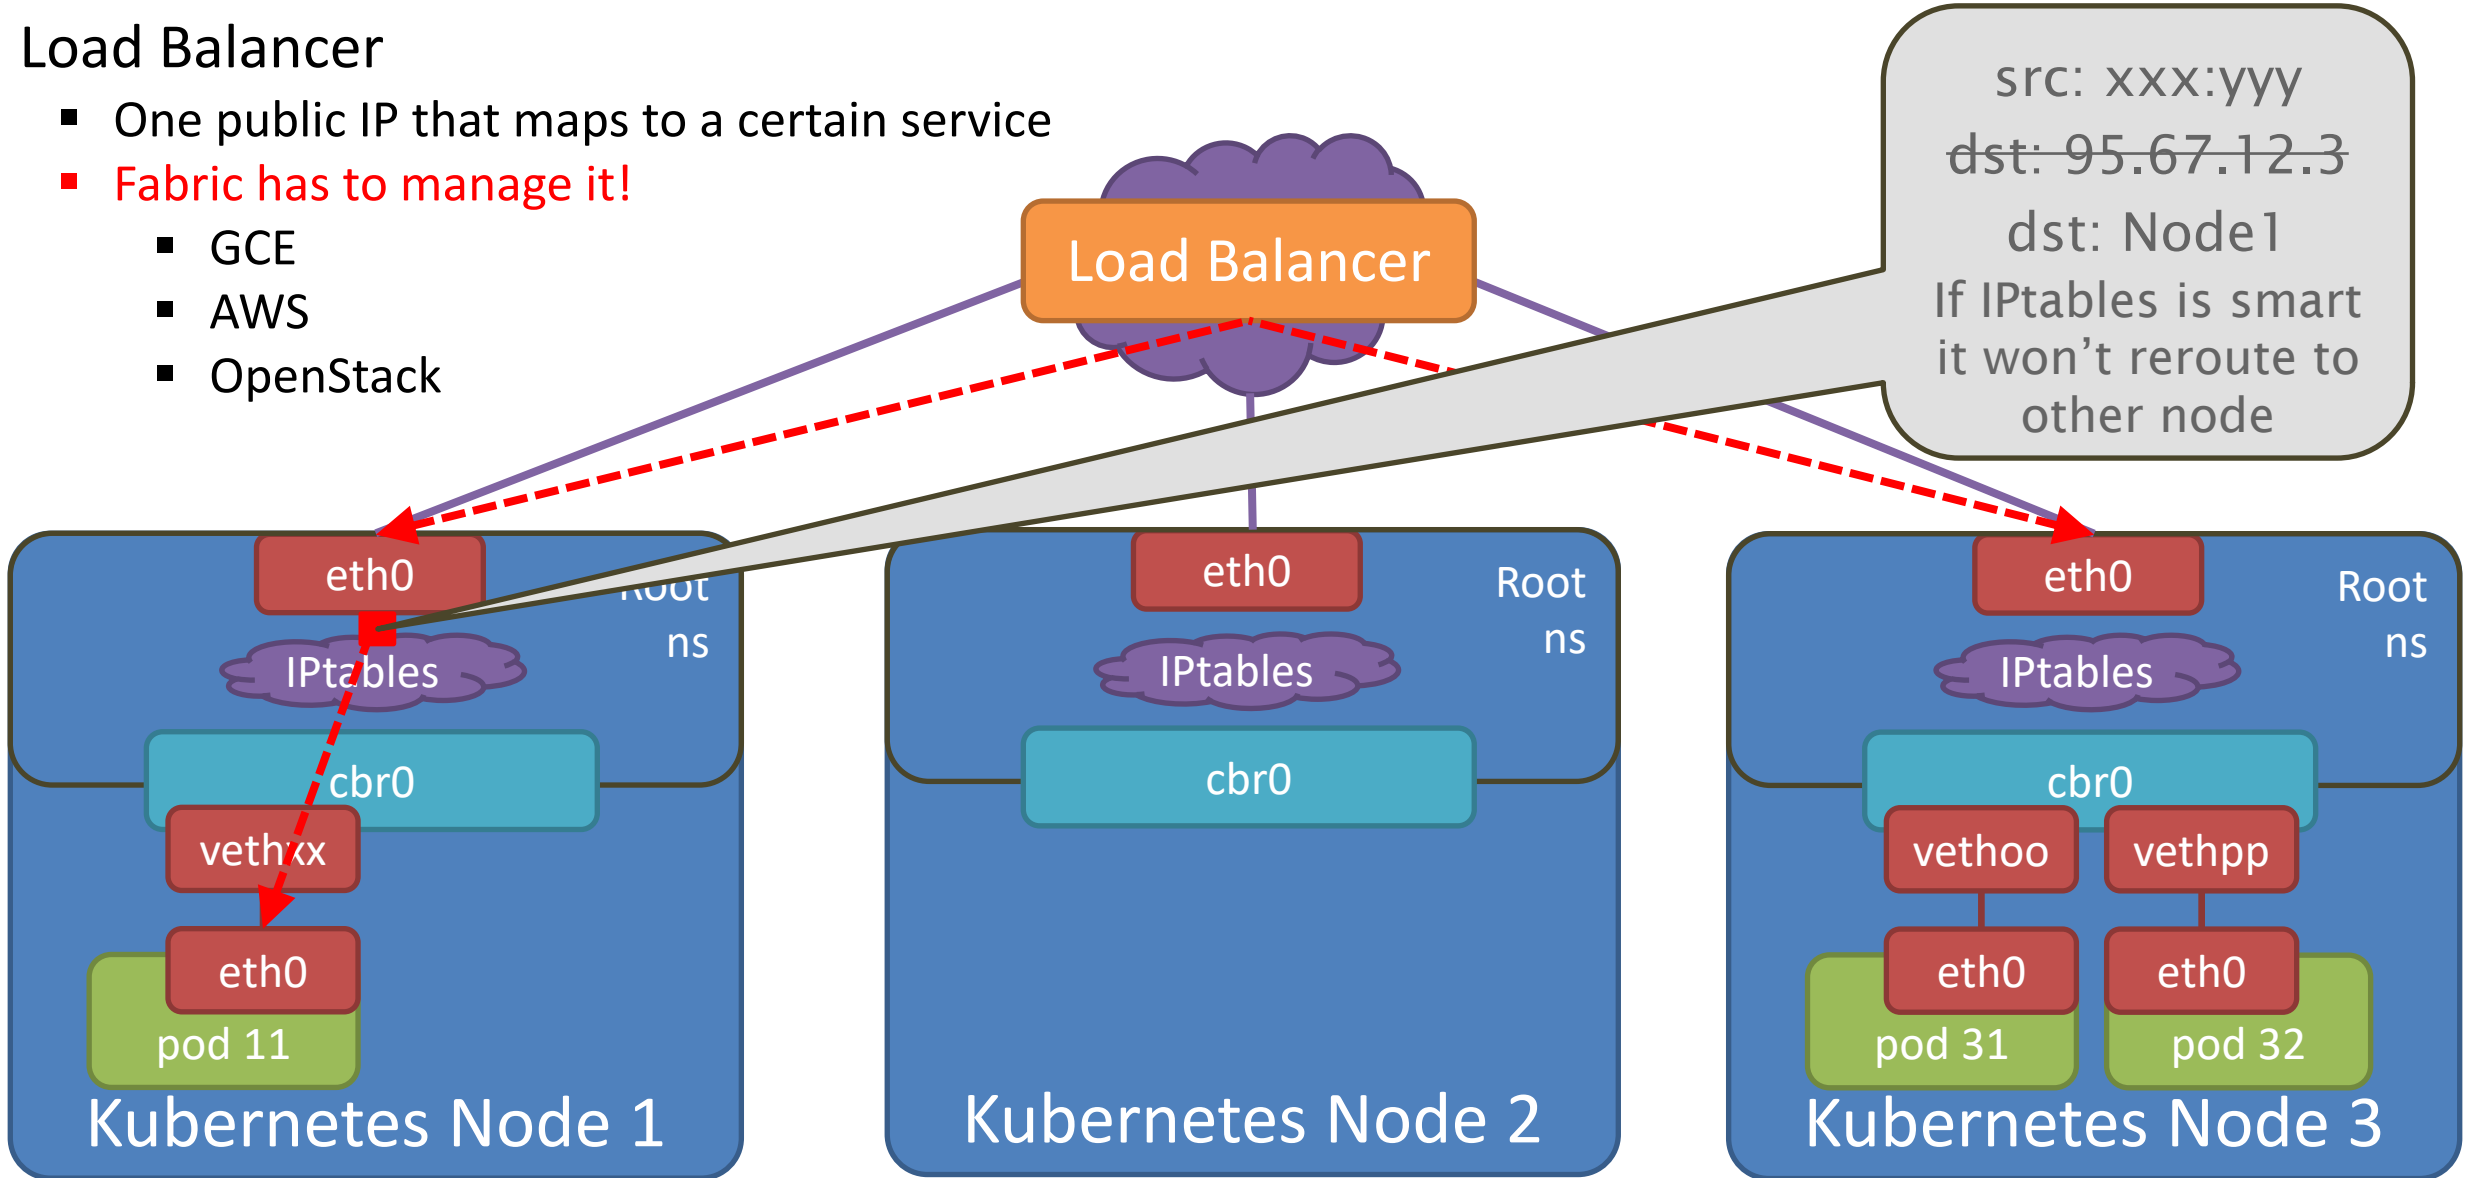 Load Balancer
One public IP that maps to a certain service
Fabric has to manage it!
GCE
AWS
OpenStack
Load Balancer
src: xxx:yyy
dst: 95.67.12.3
dst: Node1
If IPtables is smart
it won’t reroute to
other node
eth0
Root
ns
IPtables
cbr0
vethxx
eth0
pod 11
Kubernetes Node 1
eth0
Root
ns
IPtables
cbr0
Kubernetes Node 2
eth0
Root
ns
IPtables
cbr0
vethoo
vethpp
eth0
eth0
pod 31
pod 32
Kubernetes Node 3